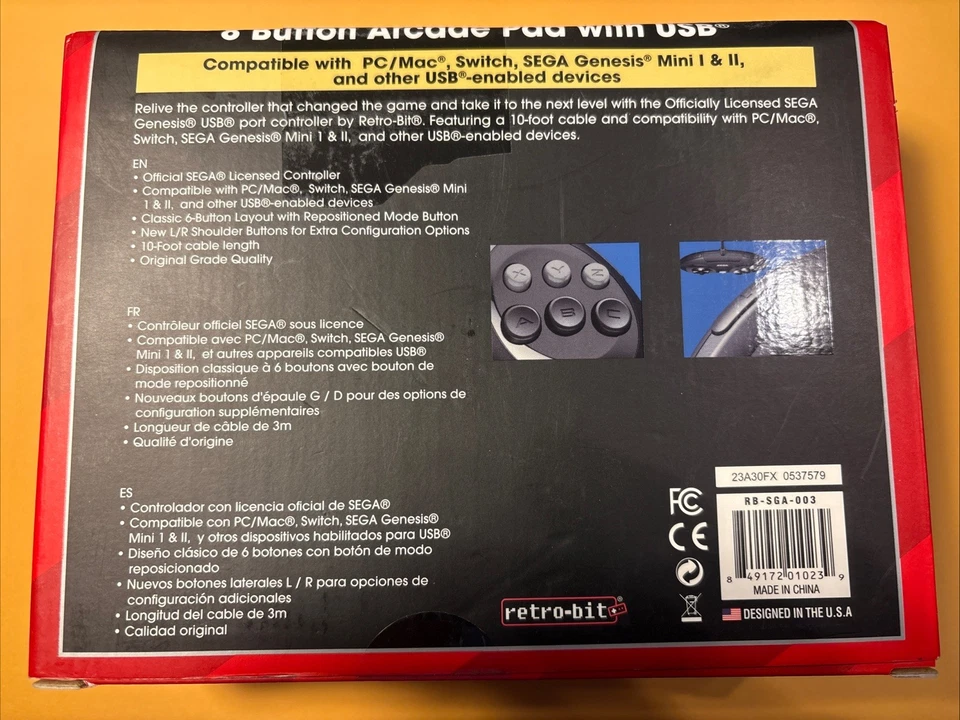 8 Button Arcade Pad with USB®
Compatible with PC/Mac®, Switch, SEGA Genesis® Mini I & II,
and other USB®-enabled devices
Relive the controller that changed the game and take it to the next level with the Officially Licensed SEGA
Genesis® USB® port controller by Retro-Bit®. Featuring a 10-foot cable and compatibility with PC/Mac®,
Switch, SEGA Genesis® Mini 1 & II, and other USB®-enabled devices.
EN
• Official SEGA® Licensed Controller
• Compatible with PC/Mac®, Switch, SEGA Genesis® Mini
1 & II, and other USB®-enabled devices
• Classic 6-Button Layout with Repositioned Mode Button
• New L/R Shoulder Buttons for Extra Configuration Options
• 10-Foot cable length
• Original Grade Quality
X Y Z
A B C
FR
• Contrôleur officiel SEGA® sous licence
• Compatible avec PC/Mac®, Switch, SEGA Genesis®
Mini 1 & II, et autres appareils compatibles USB®
• Disposition classique à 6 boutons avec bouton de
mode repositionné
• Nouveaux boutons d'épaule G / D pour des options de
configuration supplémentaires
• Longueur de câble de 3m
• Qualité d'origine
ES
• Controlador con licencia oficial de SEGA®
• Compatible con PC/Mac®, Switch, SEGA Genesis®
Mini 1 & II, y otros dispositivos habilitados para USB®
• Diseño clásico de 6 botones con botón de modo
reposicionado
• Nuevos botones laterales L / R para opciones de
configuración adicionales
• Longitud del cable de 3m
• Calidad original
retro-bit®
FC
CE
23A30FX 0537579
RB-SGA-003
8 49172 01023 9
MADE IN CHINA
DESIGNED IN THE U.S.A